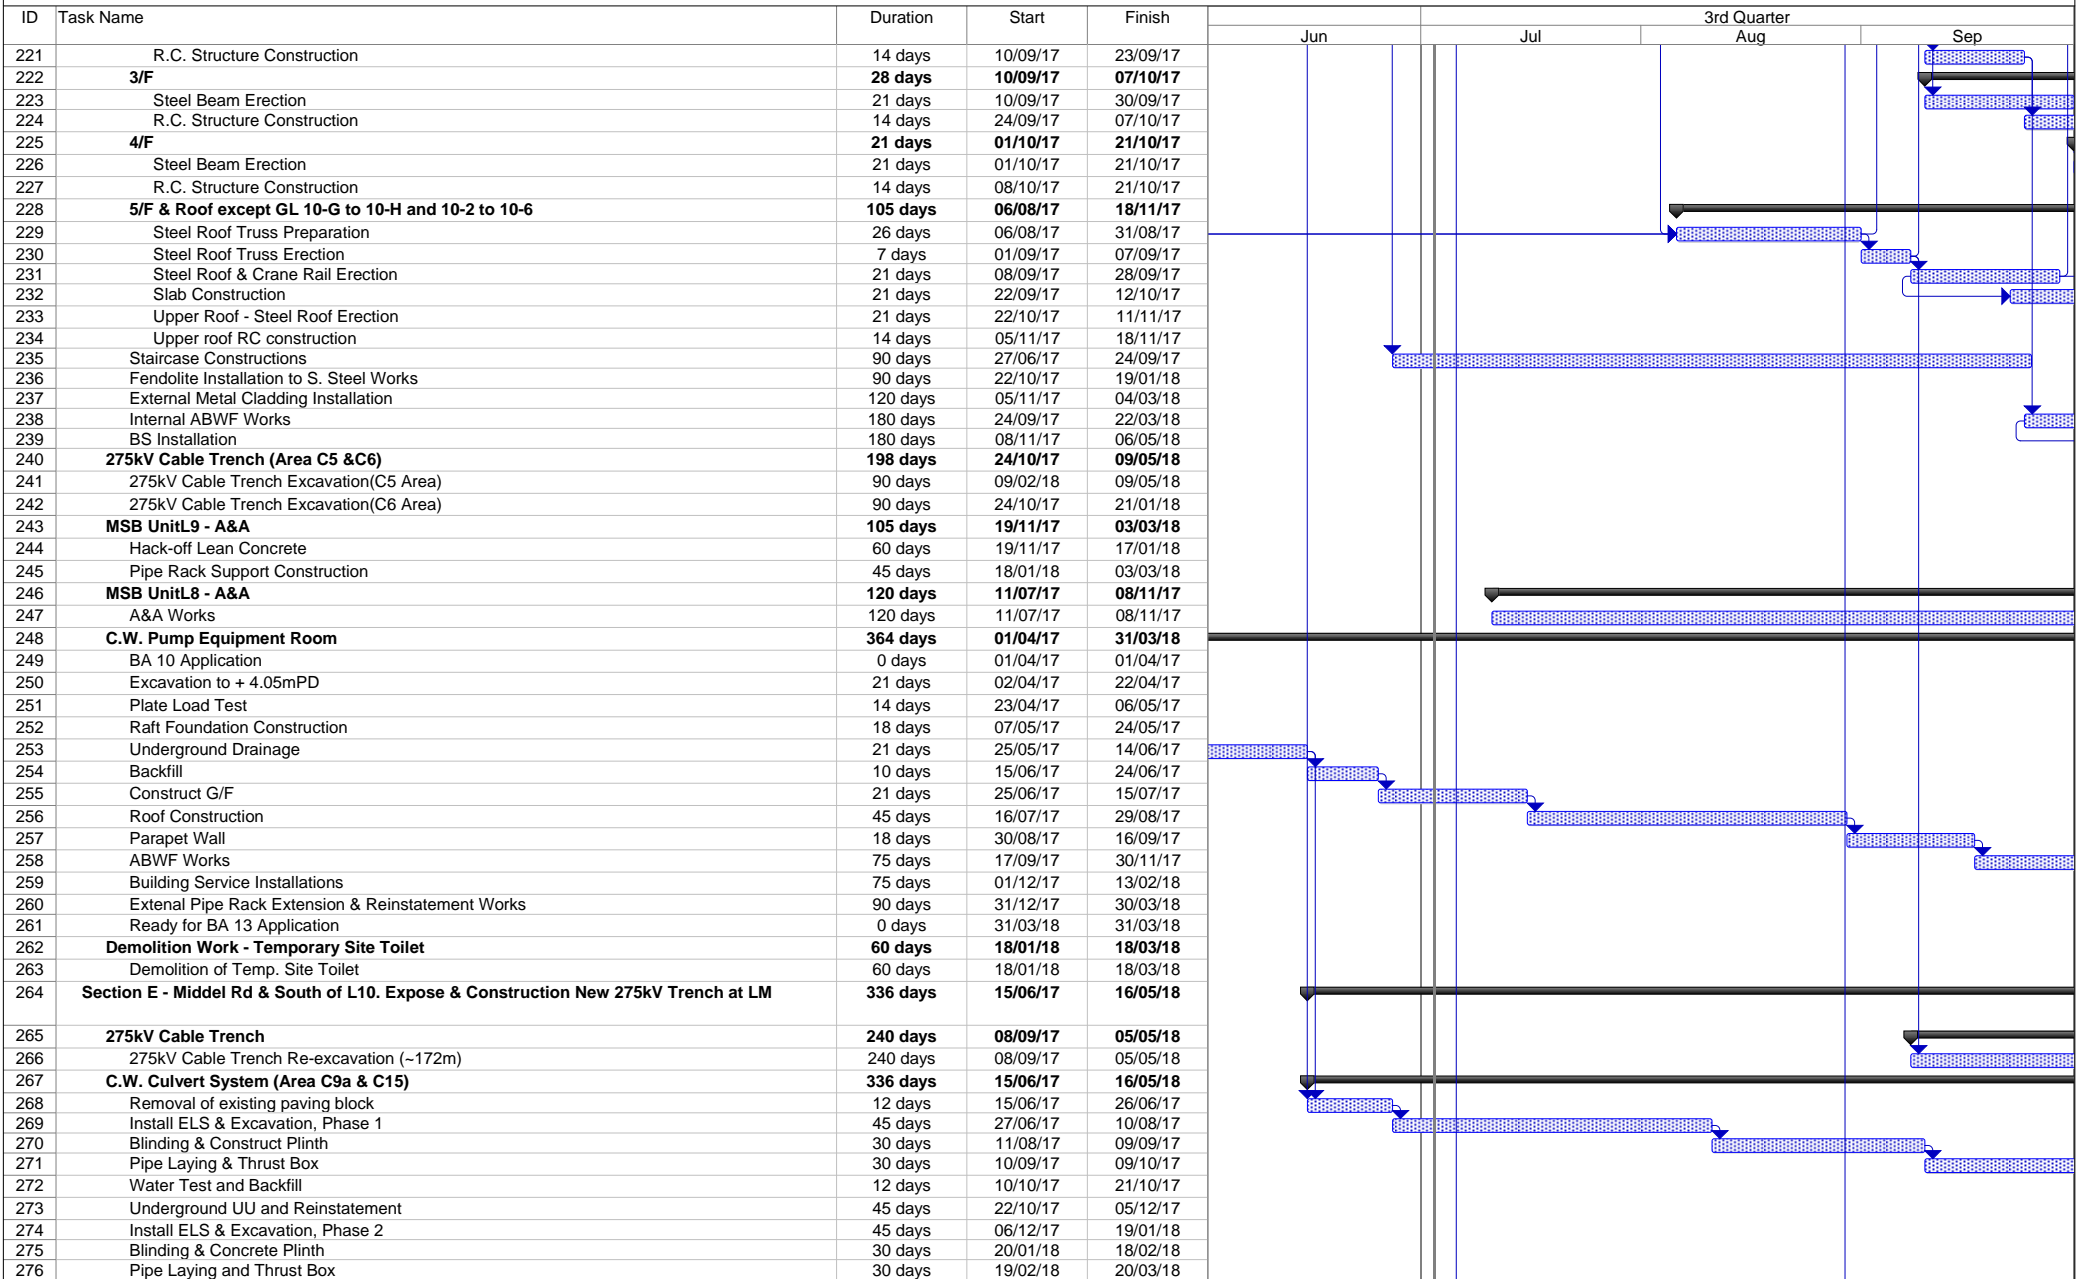 ID Task Name Duration Start Finish 3rd Quarter
Jun Jul Aug Sep
221 R.C. Structure Construction 14 days 10/09/17 23/09/17
222 3/F 28 days 10/09/17 07/10/17
223 Steel Beam Erection 21 days 10/09/17 30/09/17
224 R.C. Structure Construction 14 days 24/09/17 07/10/17
225 4/F 21 days 01/10/17 21/10/17
226 Steel Beam Erection 21 days 01/10/17 21/10/17
227 R.C. Structure Construction 14 days 08/10/17 21/10/17
228 5/F & Roof except GL 10-G to 10-H and 10-2 to 10-6 105 days 06/08/17 18/11/17
229 Steel Roof Truss Preparation 26 days 06/08/17 31/08/17
230 Steel Roof Truss Erection 7 days 01/09/17 07/09/17
231 Steel Roof & Crane Rail Erection 21 days 08/09/17 28/09/17
232 Slab Construction 21 days 22/09/17 12/10/17
233 Upper Roof - Steel Roof Erection 21 days 22/10/17 11/11/17
234 Upper roof RC construction 14 days 05/11/17 18/11/17
235 Staircase Constructions 90 days 27/06/17 24/09/17
236 Fendolite Installation to S. Steel Works 90 days 22/10/17 19/01/18
237 External Metal Cladding Installation 120 days 05/11/17 04/03/18
238 Internal ABWF Works 180 days 24/09/17 22/03/18
239 BS Installation 180 days 08/11/17 06/05/18
240 275kV Cable Trench (Area C5 &C6) 198 days 24/10/17 09/05/18
241 275kV Cable Trench Excavation(C5 Area) 90 days 09/02/18 09/05/18
242 275kV Cable Trench Excavation(C6 Area) 90 days 24/10/17 21/01/18
243 MSB UnitL9 - A&A 105 days 19/11/17 03/03/18
244 Hack-off Lean Concrete 60 days 19/11/17 17/01/18
245 Pipe Rack Support Construction 45 days 18/01/18 03/03/18
246 MSB UnitL8 - A&A 120 days 11/07/17 08/11/17
247 A&A Works 120 days 11/07/17 08/11/17
248 C.W. Pump Equipment Room 364 days 01/04/17 31/03/18
249 BA 10 Application 0 days 01/04/17 01/04/17
250 Excavation to + 4.05mPD 21 days 02/04/17 22/04/17
251 Plate Load Test 14 days 23/04/17 06/05/17
252 Raft Foundation Construction 18 days 07/05/17 24/05/17
253 Underground Drainage 21 days 25/05/17 14/06/17
254 Backfill 10 days 15/06/17 24/06/17
255 Construct G/F 21 days 25/06/17 15/07/17
256 Roof Construction 45 days 16/07/17 29/08/17
257 Parapet Wall 18 days 30/08/17 16/09/17
258 ABWF Works 75 days 17/09/17 30/11/17
259 Building Service Installations 75 days 01/12/17 13/02/18
260 Extenal Pipe Rack Extension & Reinstatement Works 90 days 31/12/17 30/03/18
261 Ready for BA 13 Application 0 days 31/03/18 31/03/18
262 Demolition Work - Temporary Site Toilet 60 days 18/01/18 18/03/18
263 Demolition of Temp. Site Toilet 60 days 18/01/18 18/03/18
264 Section E - Middel Rd & South of L10. Expose & Construction New 275kV Trench at LM 336 days 15/06/17 16/05/18
265 275kV Cable Trench 240 days 08/09/17 05/05/18
266 275kV Cable Trench Re-excavation (~172m) 240 days 08/09/17 05/05/18
267 C.W. Culvert System (Area C9a & C15) 336 days 15/06/17 16/05/18
268 Removal of existing paving block 12 days 15/06/17 26/06/17
269 Install ELS & Excavation, Phase 1 45 days 27/06/17 10/08/17
270 Blinding & Construct Plinth 30 days 11/08/17 09/09/17
271 Pipe Laying & Thrust Box 30 days 10/09/17 09/10/17
272 Water Test and Backfill 12 days 10/10/17 21/10/17
273 Underground UU and Reinstatement 45 days 22/10/17 05/12/17
274 Install ELS & Excavation, Phase 2 45 days 06/12/17 19/01/18
275 Blinding & Concrete Plinth 30 days 20/01/18 18/02/18
276 Pipe Laying and Thrust Box 30 days 19/02/18 20/03/18